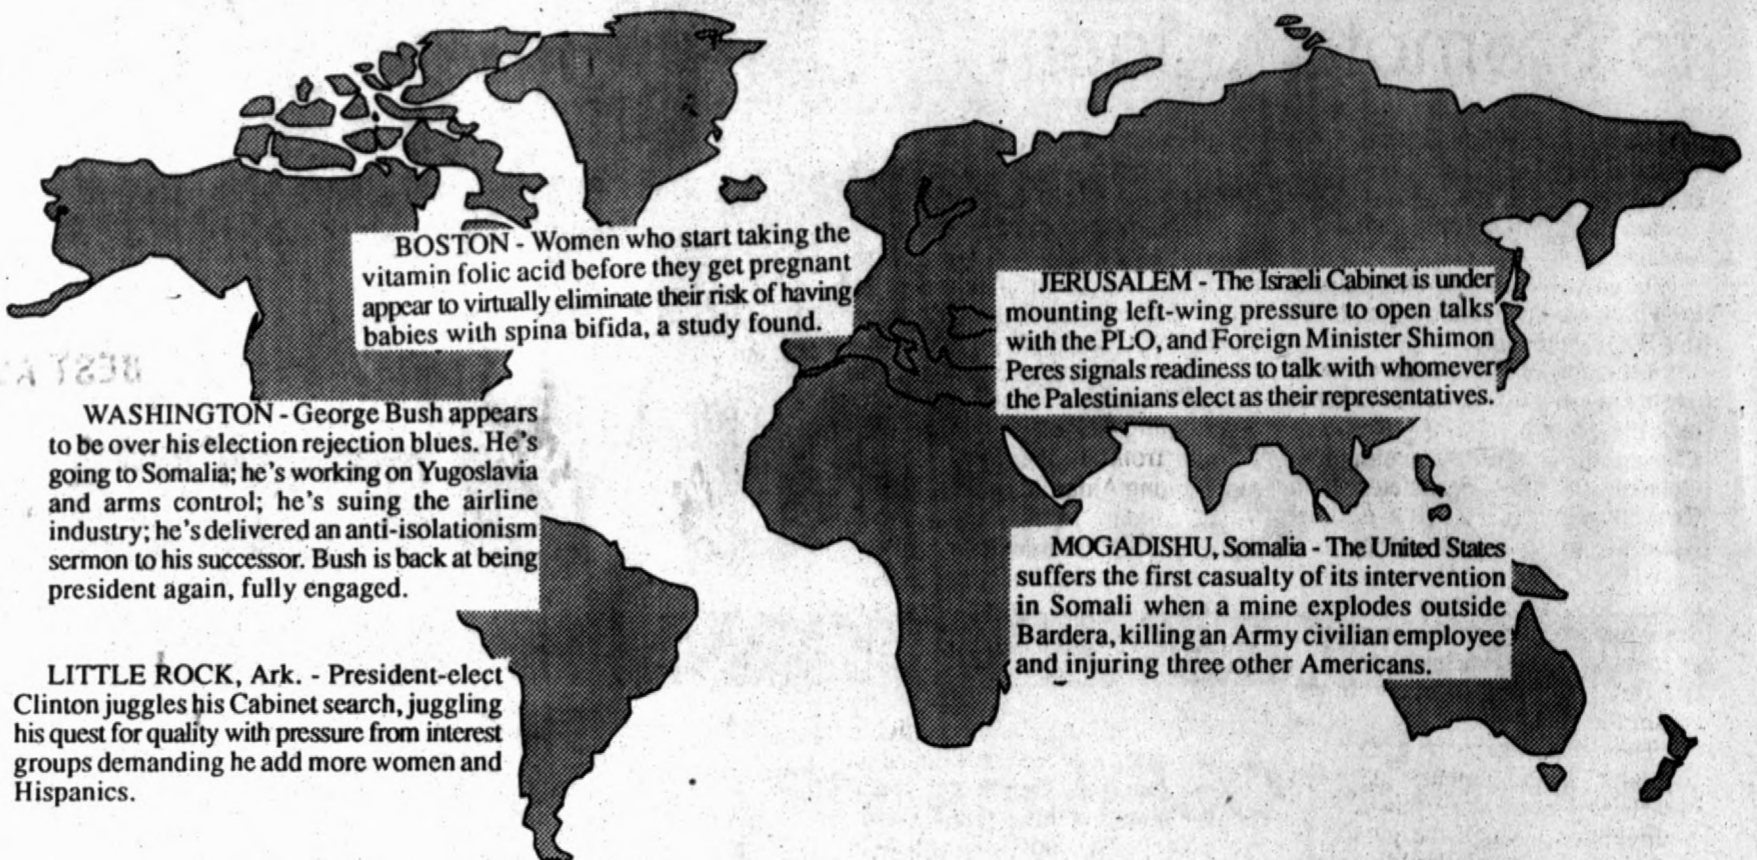 BOSTON - Women who start taking the
vitamin folic acid before they get pregnant
appear to virtually eliminate their risk of having
babies with spina bifida, a study found.
JERUSALEM - The Israeli Cabinet is under
mounting left-wing pressure to open talks
with the PLO, and Foreign Minister Shimon
Peres signals readiness to talk with whomever
the Palestinians elect as their representatives.
WASHINGTON - George Bush appears
to be over his election rejection blues. He's
going to Somalia; he's working on Yugoslavia
and arms control; he's suing the airline
industry; he's delivered an anti-isolationism
sermon to his successor. Bush is back at being
president again, fully engaged.
MOGADISHU, Somalia - The United States
suffers the first casualty of its intervention
in Somali when a mine explodes outside
Bardera, killing an Army civilian employee
and injuring three other Americans.
LITTLE ROCK, Ark. - President-elect
Clinton juggles his Cabinet search, juggling
his quest for quality with pressure from interest
groups demanding he add more women and
Hispanics.